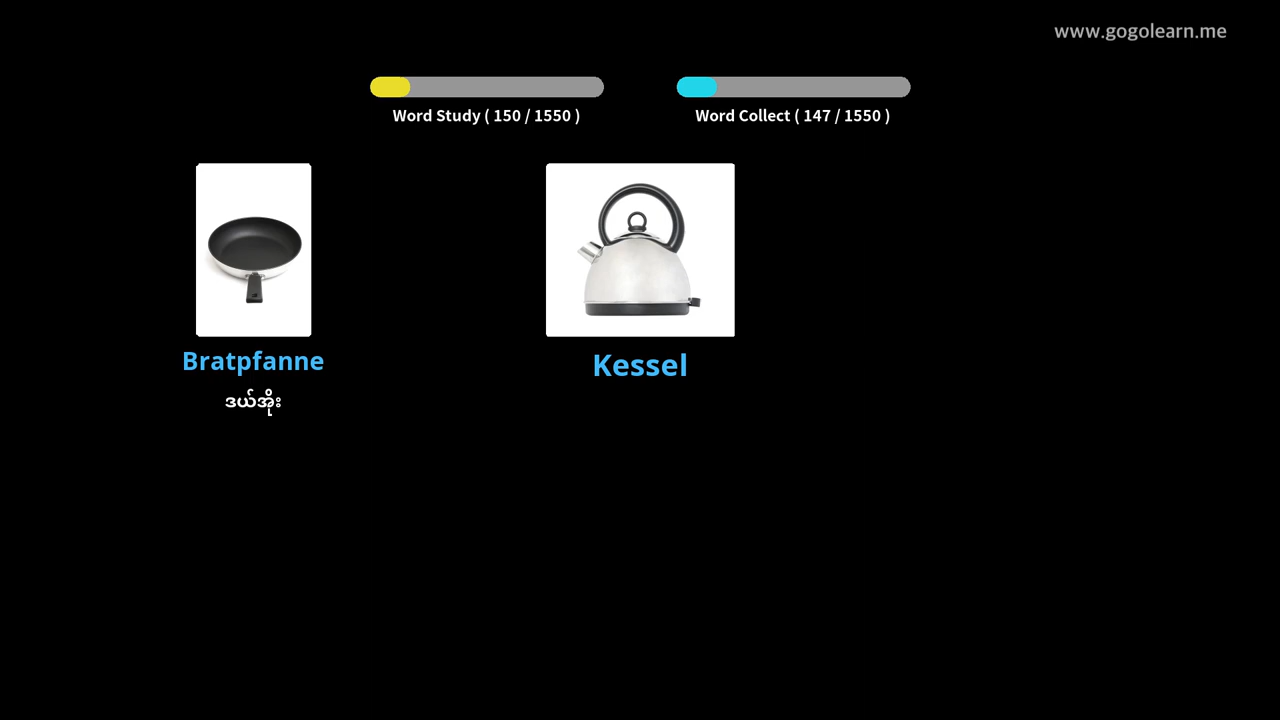 www.gogolearn.me
Word Study ( 150 / 1550 )
Word Collect ( 147 / 1550 )
Bratpfanne
ဒယ်အိုး
Kessel